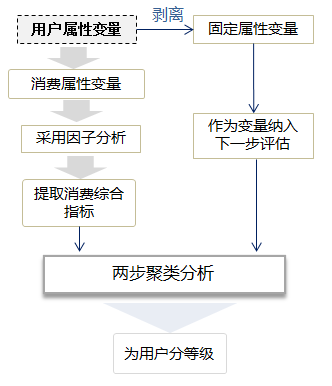 用户属性变量
剥离
固定属性变量
消费属性变量
采用因子分析
作为变量纳入
下一步评估
提取消费综合
指标
两步聚类分析
为用户分等级